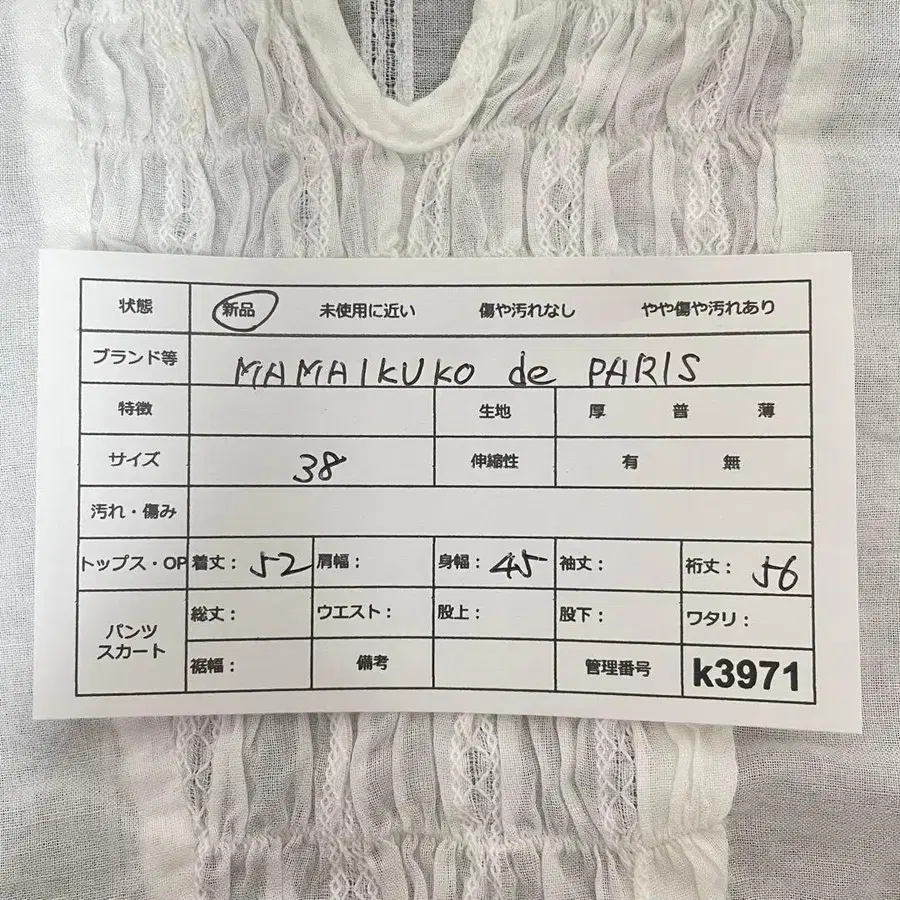 状態 新品 未使用に近い 傷や汚れなし やや傷や汚れあり
ブランド等 MAMAIKUKO de PARIS
特徴 生地 厚 普 薄
サイズ 38 伸縮性 有 無
汚れ・傷み
トップス・OP 着丈: 52 肩幅: 身幅: 45 袖丈: 裄丈: 56
パンツ
スカート
総丈: ウエスト: 股上: 股下: ワタリ:
裾幅: 備考 管理番号 k3971